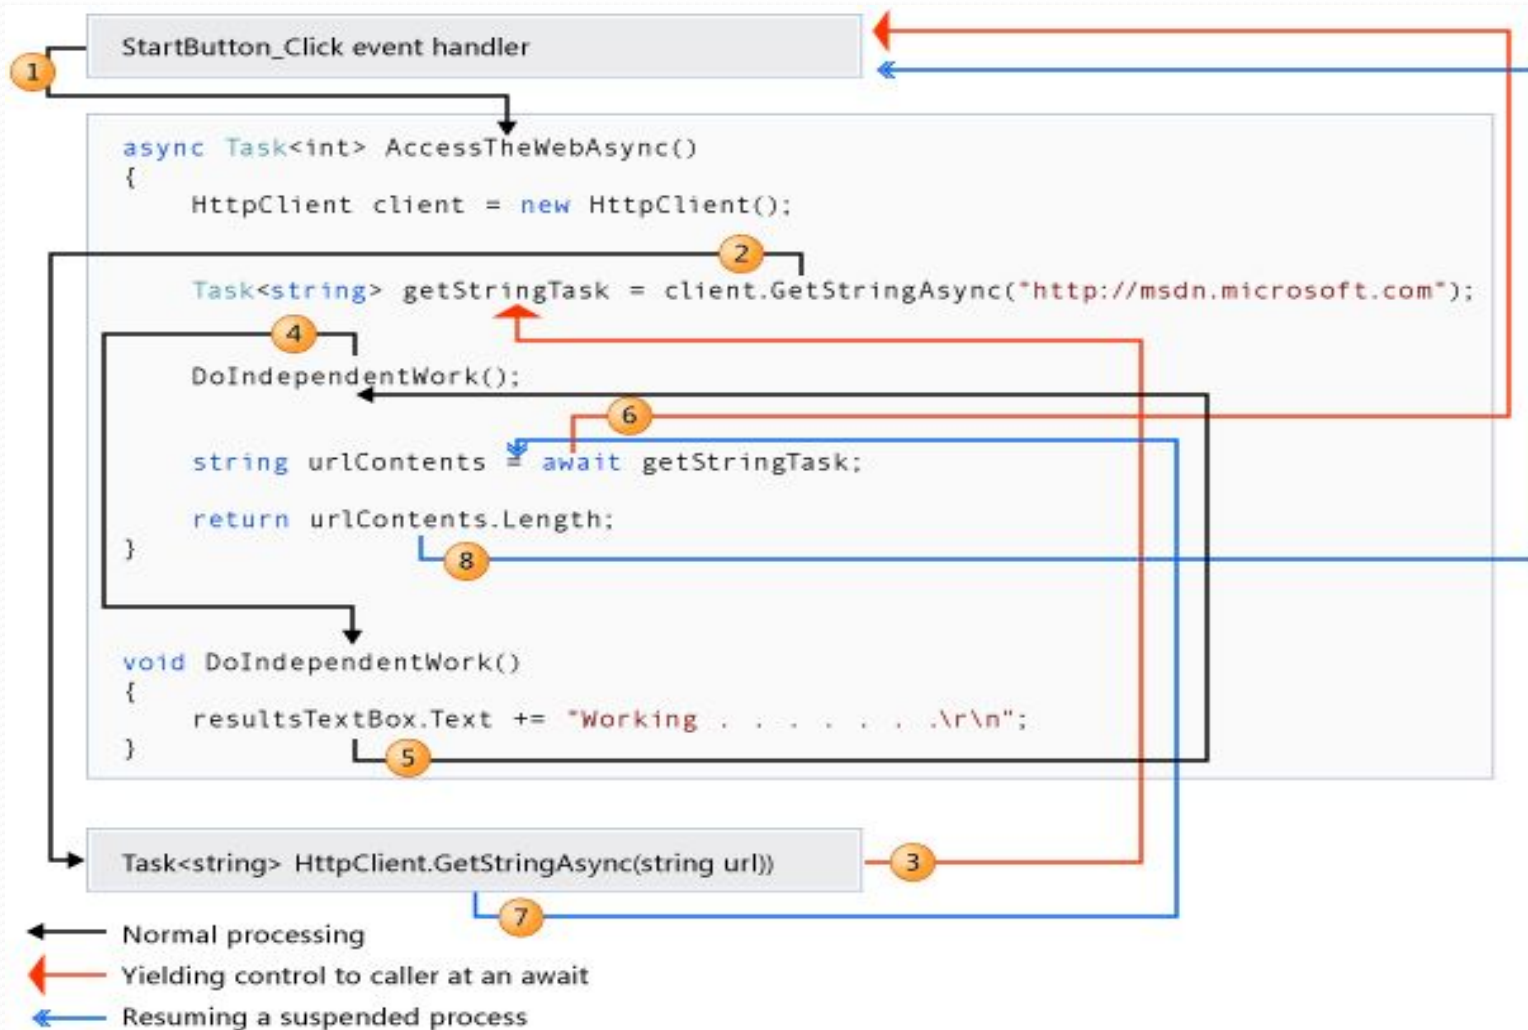 StartButton_Click event handler
1
async Task<int> AccessTheWebAsync()
{
HttpClient client = new HttpClient();
2
Task<string> getStringTask = client.GetStringAsync("http://msdn.microsoft.com");
4
DoIndependentWork();
6
string urlContents = await getStringTask;
return urlContents.Length;
}
8
void DoIndependentWork()
{
resultsTextBox.Text += "Working . . . . . . .\r\n";
}
5
Task<string> HttpClient.GetStringAsync(string url))
3
7
Normal processing
Yielding control to caller at an await
Resuming a suspended process